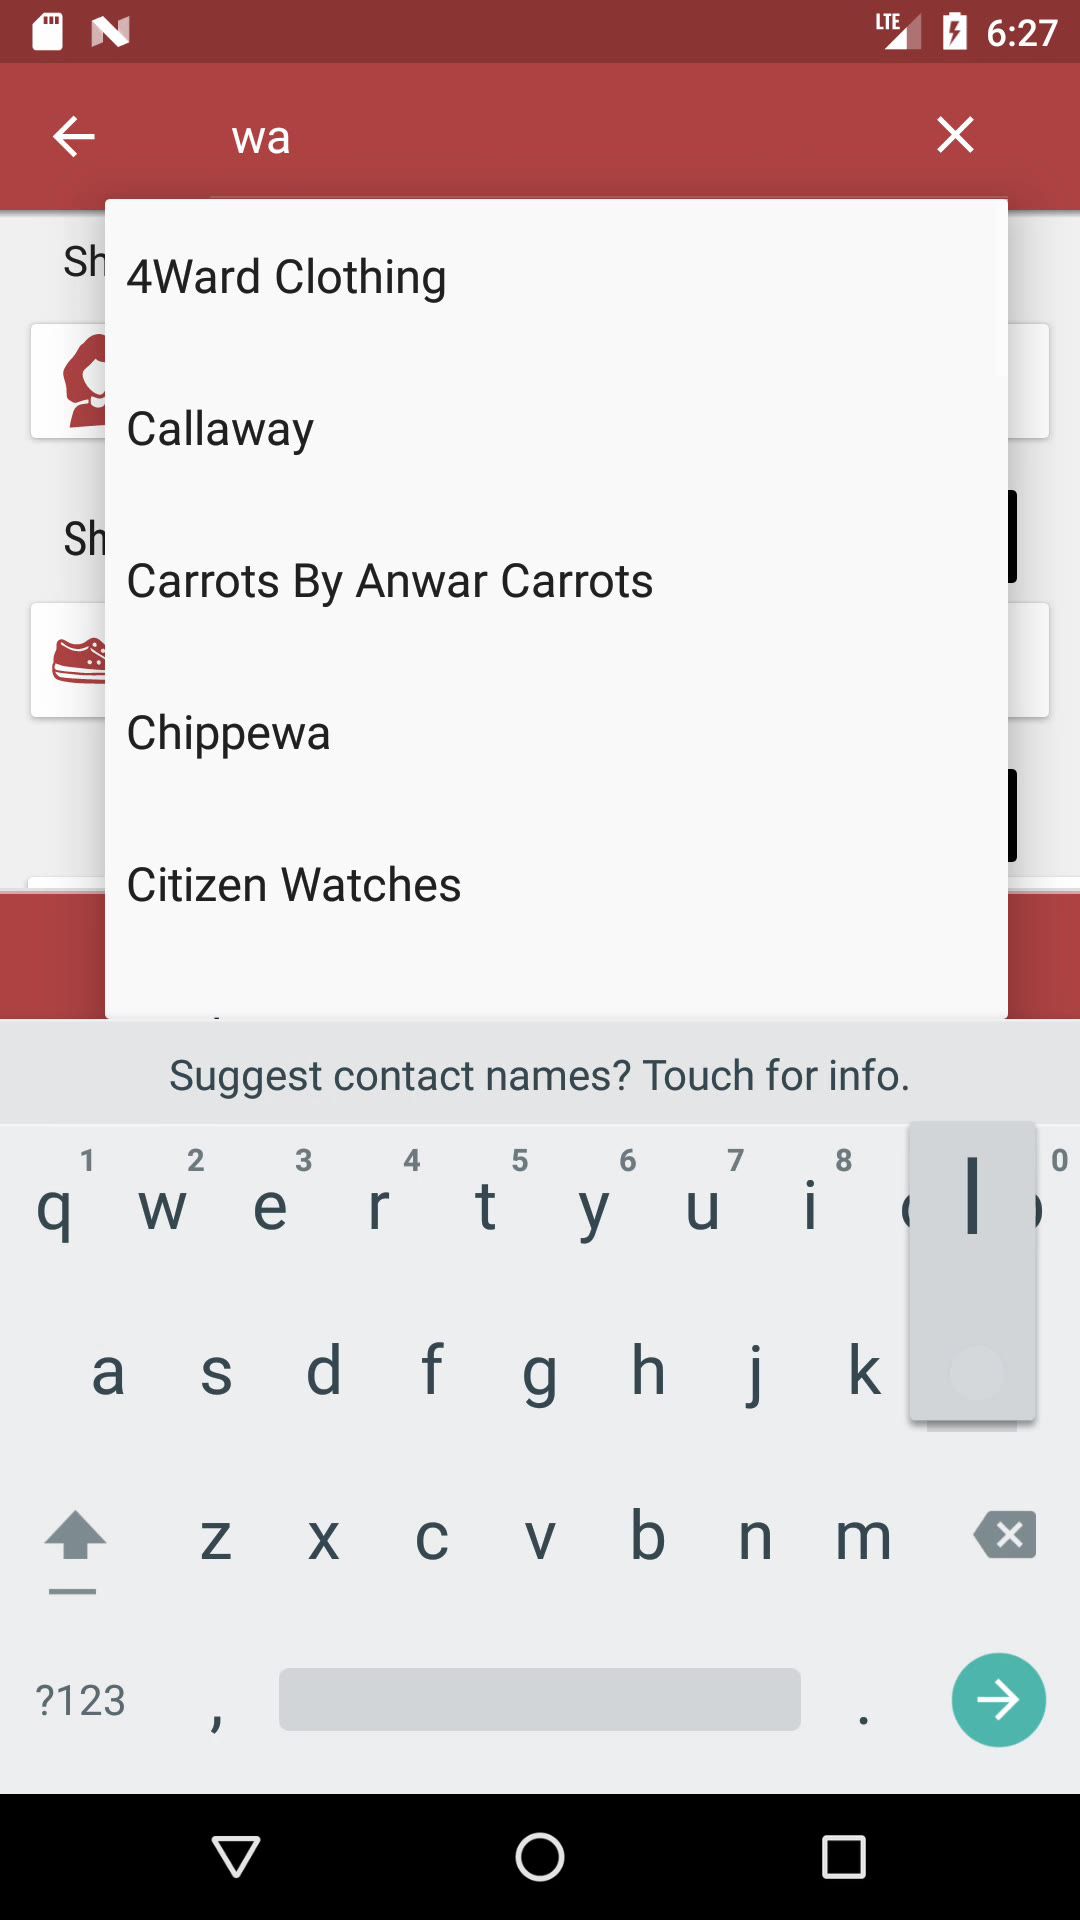 LTE 6:27
wa
Sh
4Ward Clothing
Callaway
Sh
Carrots By Anwar Carrots
Chippewa
Citizen Watches
Suggest contact names? Touch for info.
1 2 3 4 5 6 7 8 0
q w e r t y u i l
a s d f g h j k
z x c v b n m
?123 , .